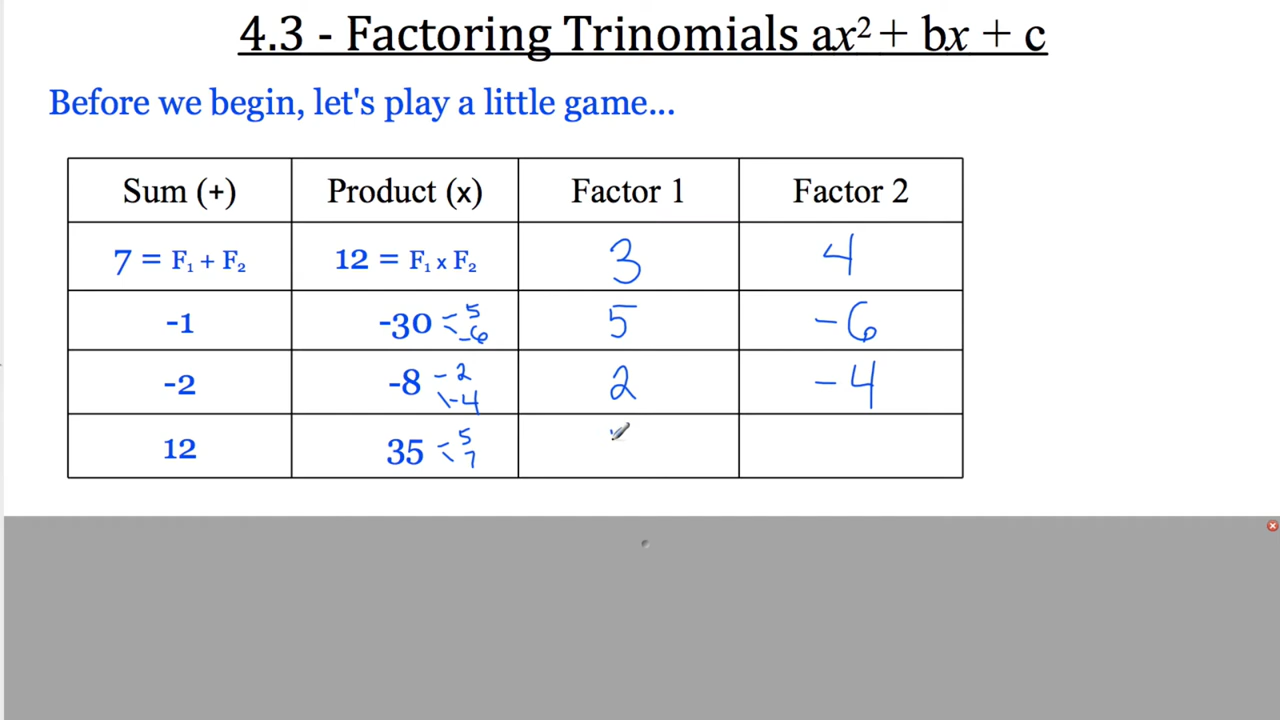 4.3 - Factoring Trinomials ax² + bx + c
Before we begin, let's play a little game...
Sum (+) Product (x) Factor 1 Factor 2
7 = F₁ + F₂ 12 = F₁ x F₂ 3 4
-1 -30 5 -6 5 -6
-2 -8 2 -4 2 -4
12 35 5 7